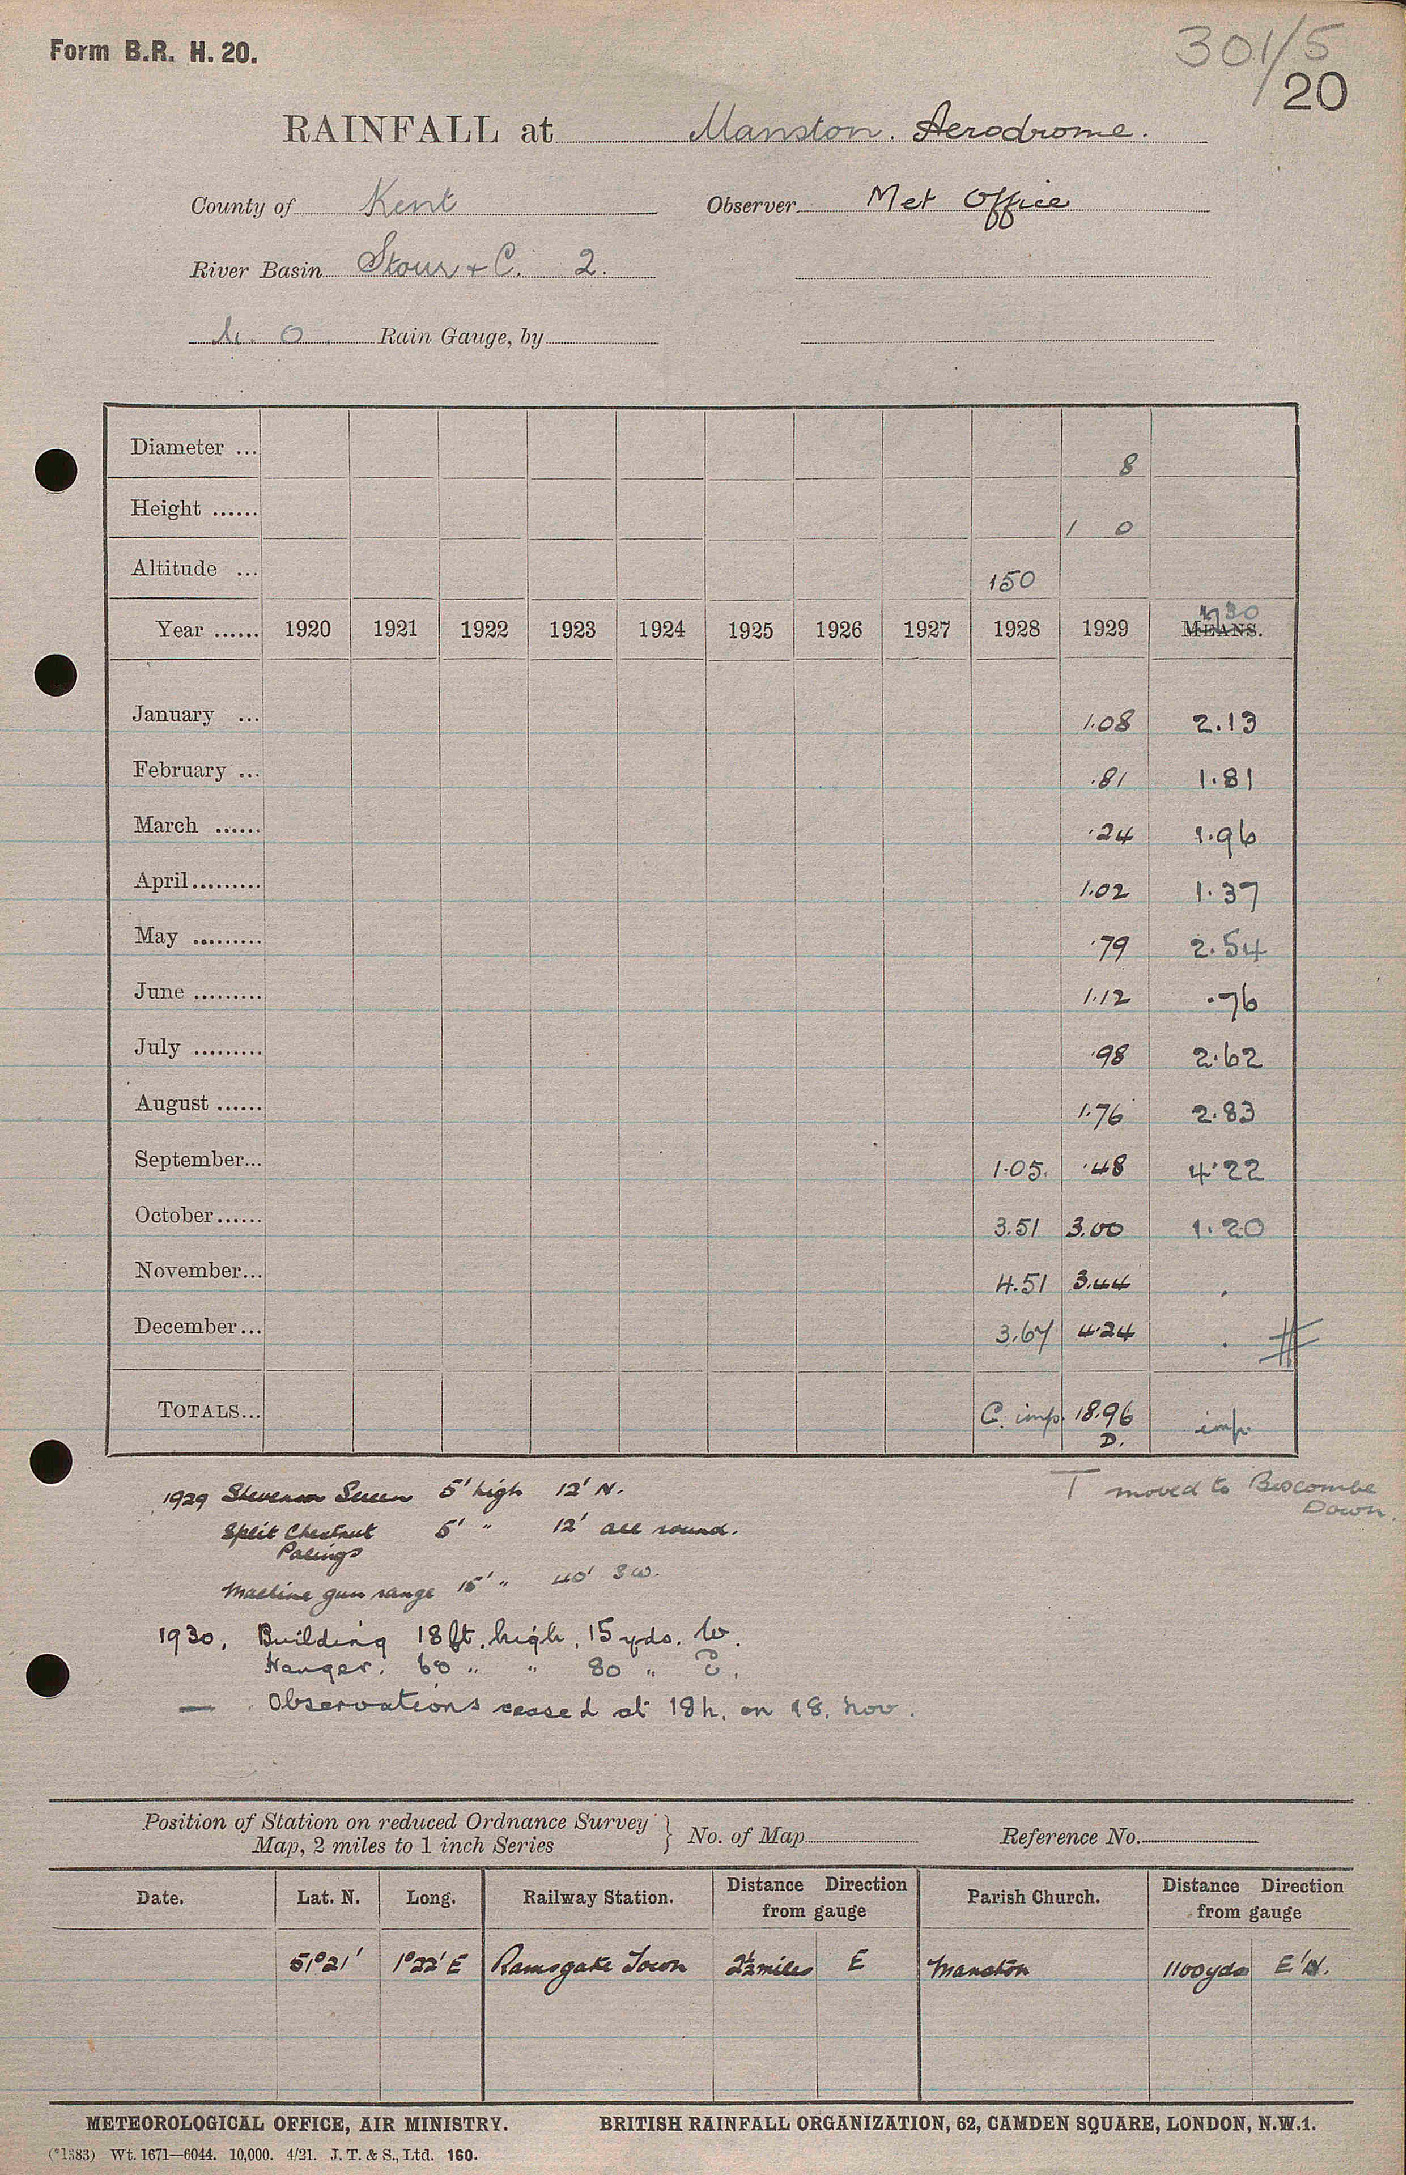 Form B.R. H. 20.
301/5
20
RAINFALL at Manston. Aerodrome.
County of Kent Observer Met Office
River Basin Stour & C. 2.
M. O. Rain Gauge, by
Diameter ... 8
Height ...... 1 0
Altitude ... 150
Year ...... 1920 1921 1922 1923 1924 1925 1926 1927 1928 1929 MEANS. 1930
January ... 1.08 2.13
February ... .81 1.81
March ...... .24 1.96
April......... 1.02 1.37
May ......... .79 2.54
June ......... 1.12 .76
July ......... .98 2.62
August ...... 1.76 2.83
September... 1.05. .48 4.22
October...... 3.51 3.00 1.20
November... 4.51 3.44 .
December... 3.67 4.24 . #
TOTALS... C. imp. 18.96 imp.
D.
T moved to Boscombe
Down.
1929 Stevenson Screen 5' high 12' N.
Split Chestnut 5' " 12' all round.
Palings
Machine gun range 15' " 40' SW.
1930, Building 18 ft. high, 15 yds. W.
Hanger. 60 " " 80 " E.
— Observations ceased at 18h. on 18. Nov.
Position of Station on reduced Ordnance Survey } No. of Map Reference No.
Map, 2 miles to 1 inch Series
Date. Lat. N. Long. Railway Station. Distance Direction from gauge Parish Church. Distance Direction from gauge
51°21' 1°22' E Ramsgate Town 2½ miles E Manston 1100 yds E'N.
METEOROLOGICAL OFFICE, AIR MINISTRY. BRITISH RAINFALL ORGANIZATION, 62, CAMDEN SQUARE, LONDON, N.W.1.
(*1383) Wt. 1671—6044. 10,000. 4/21. J. T. & S., Ltd. 160.